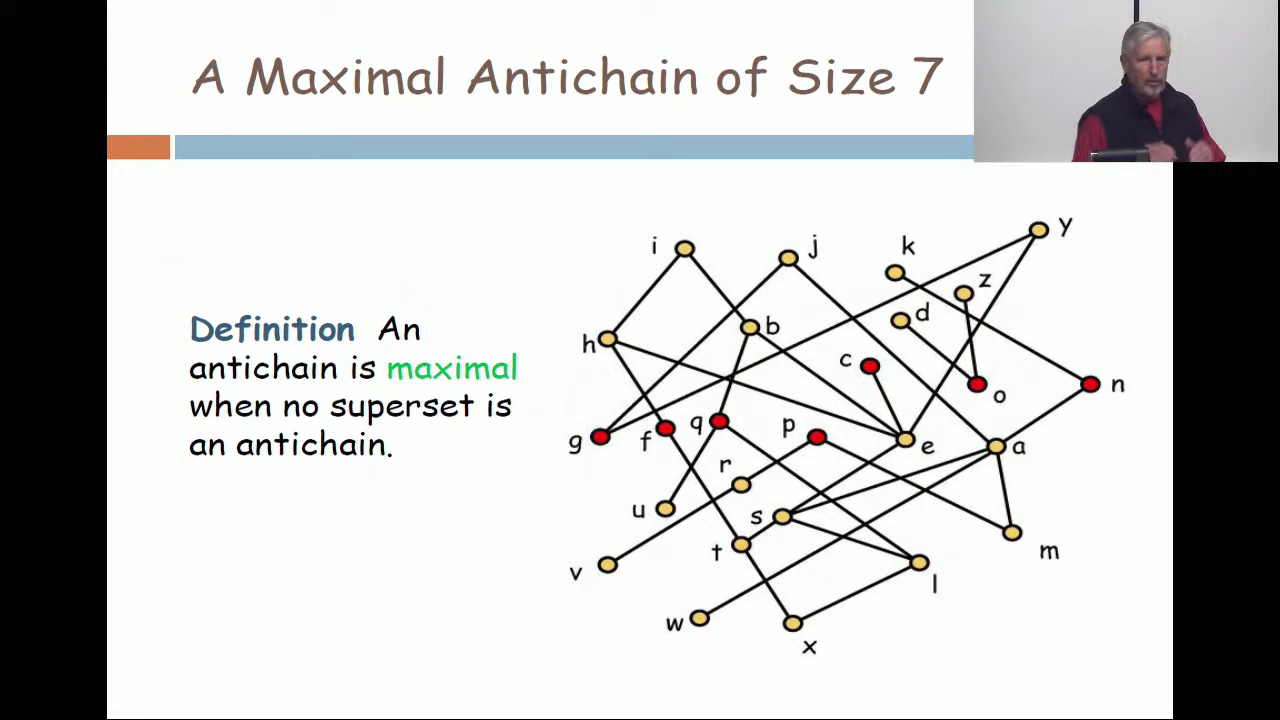 A Maximal Antichain of Size 7
Definition An
antichain is maximal
when no superset is
an antichain.
y
i
j
k
z
d
b
h
c
n
o
g
f
q
p
e
a
r
u
s
t
m
v
l
w
x